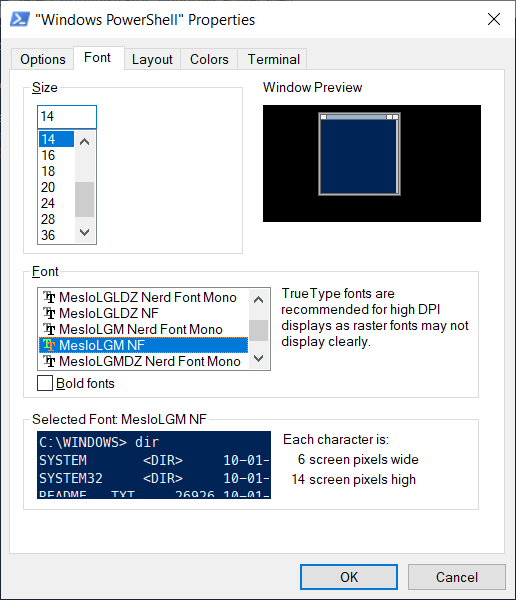 "Windows PowerShell" Properties
Options Font Layout Colors Terminal
Size
14
14
16
18
20
24
28
36
Window Preview
Font
MesloLGLDZ Nerd Font Mono
MesloLGLDZ NF
MesloLGM Nerd Font Mono
MesloLGM NF
MesloLGMDZ Nerd Font Mono
Bold fonts
TrueType fonts are
recommended for high DPI
displays as raster fonts may not
display clearly.
Selected Font: MesloLGM NF
C:\WINDOWS> dir
SYSTEM <DIR> 10-01-
SYSTEM32 <DIR> 10-01-
README TXT 26926 10-01-
Each character is:
6 screen pixels wide
14 screen pixels high
OK Cancel